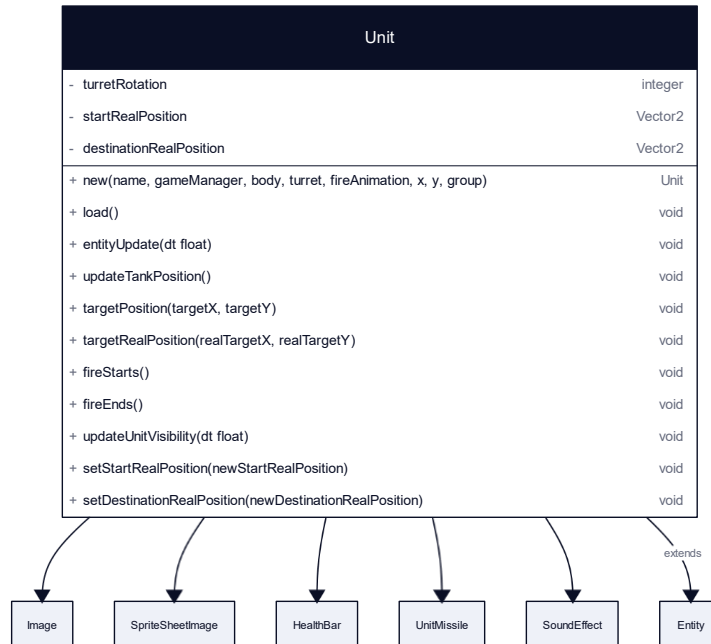 Unit
- turretRotation integer
- startRealPosition Vector2
- destinationRealPosition Vector2
+ new(name, gameManager, body, turret, fireAnimation, x, y, group) Unit
+ load() void
+ entityUpdate(dt float) void
+ updateTankPosition() void
+ targetPosition(targetX, targetY) void
+ targetRealPosition(realTargetX, realTargetY) void
+ fireStarts() void
+ fireEnds() void
+ updateUnitVisibility(dt float) void
+ setStartRealPosition(newStartRealPosition) void
+ setDestinationRealPosition(newDestinationRealPosition) void
extends
Image SpriteSheetImage HealthBar UnitMissile SoundEffect Entity